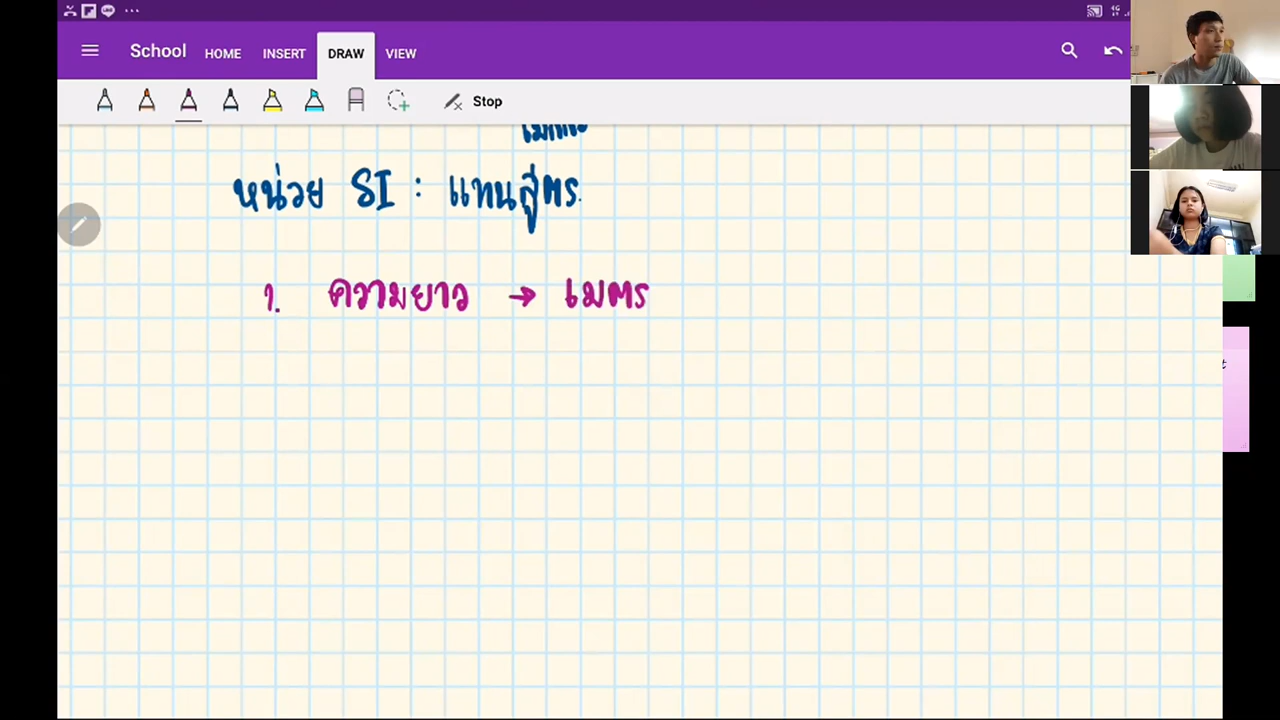 School HOME INSERT DRAW VIEW
Stop
หน่วย SI : แทนสูตร
1. ความยาว → เมตร